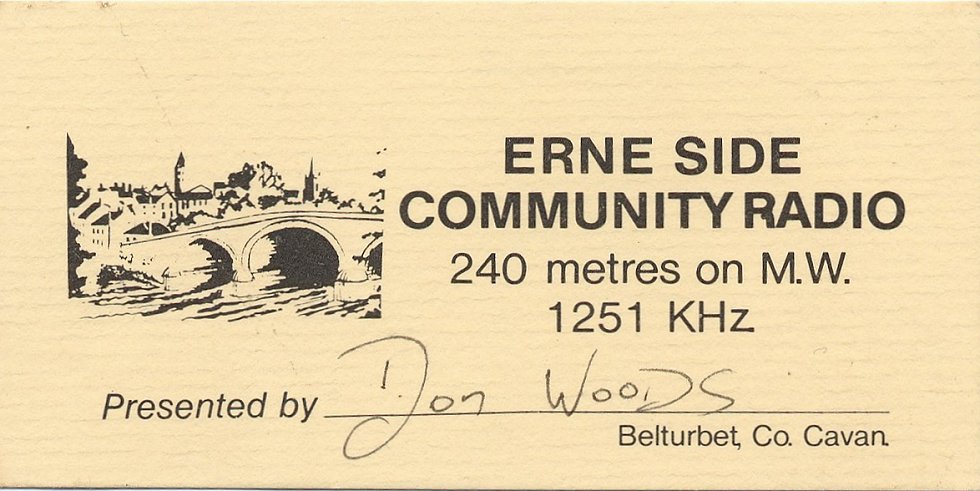 ERNE SIDE
COMMUNITY RADIO
240 metres on M.W.
1251 KHz.
Presented by Don Woods
Belturbet, Co. Cavan.